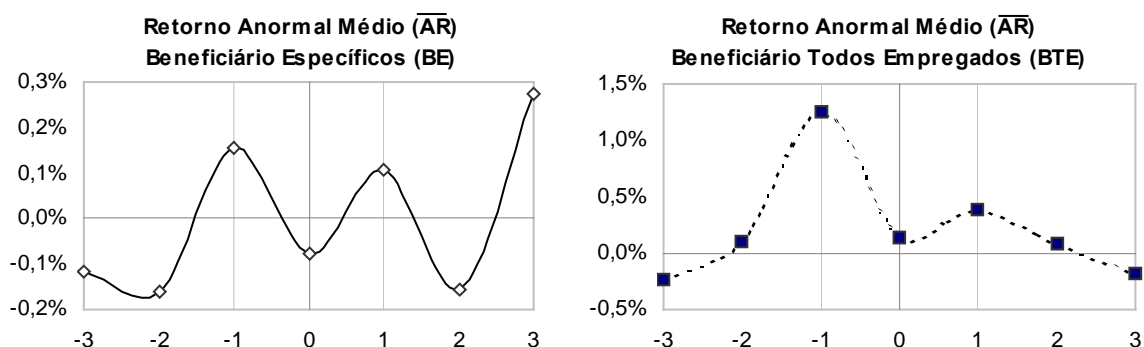 Retorno Anormal Médio (A̅R̅)
Beneficiário Específicos (BE)
0,3%
0,2%
0,1%
0,0%
-0,1%
-0,2%
-3 -2 -1 0 1 2 3
Retorno Anormal Médio (A̅R̅)
Beneficiário Todos Empregados (BTE)
1,5%
1,0%
0,5%
0,0%
-0,5%
-3 -2 -1 0 1 2 3